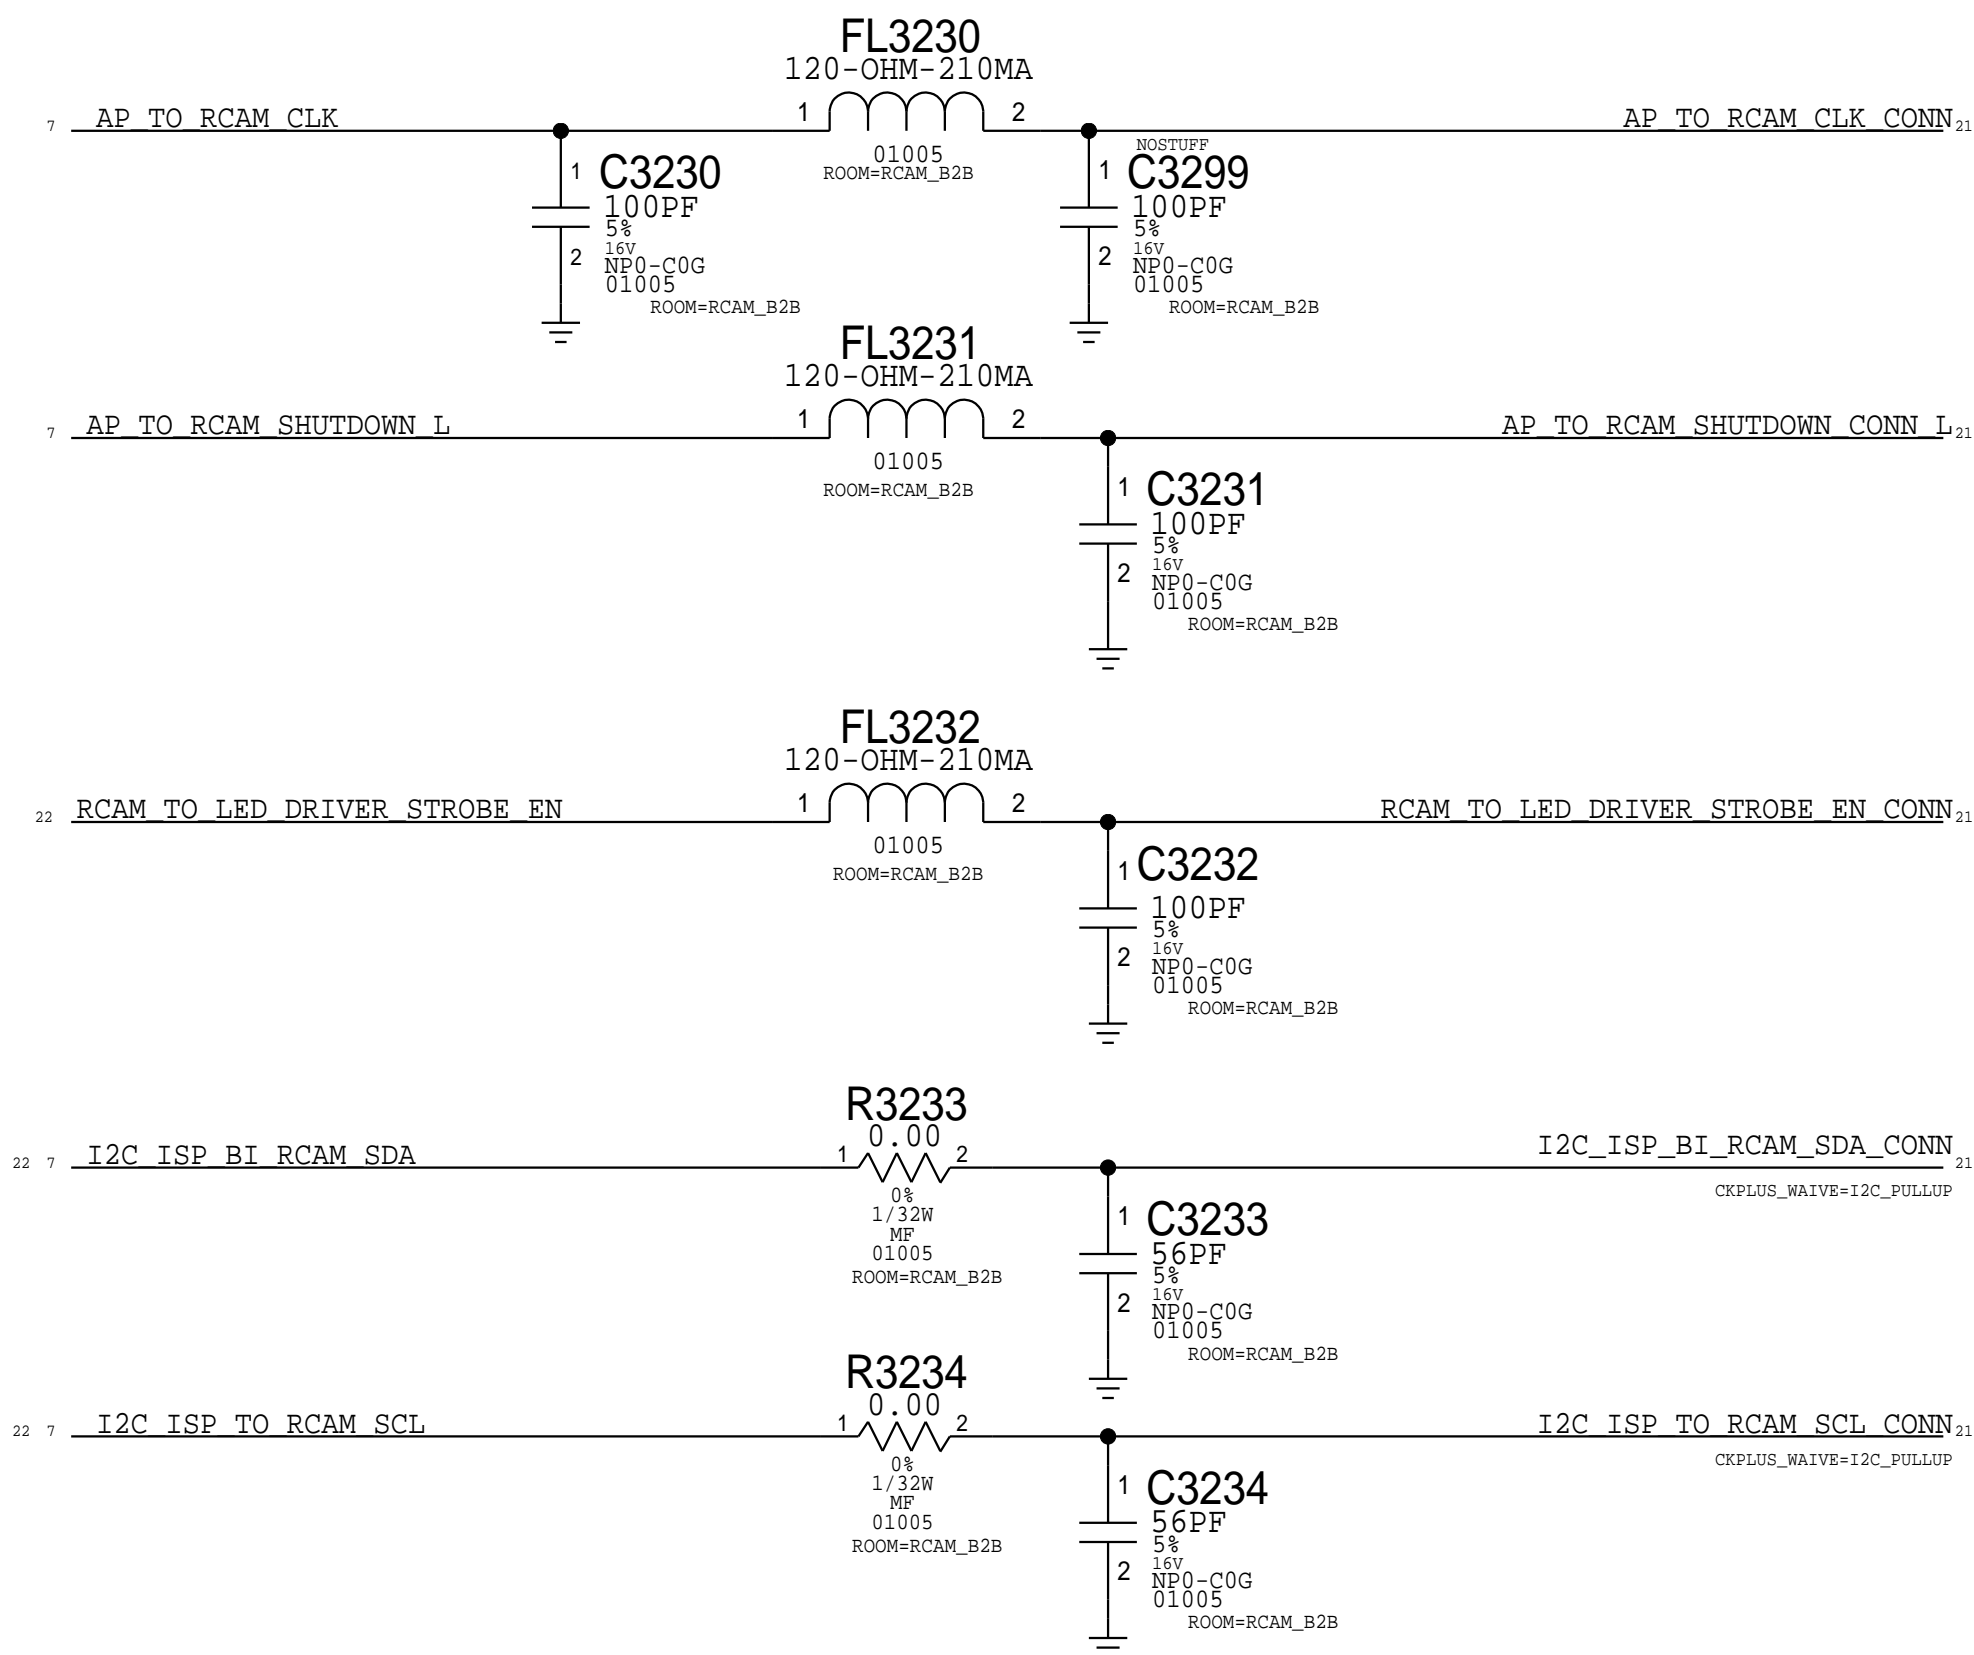 FL3230
120-OHM-210MA
7 AP_TO_RCAM_CLK 1 2 AP_TO_RCAM_CLK_CONN 21
01005
ROOM=RCAM_B2B
1 C3230
100PF
5%
16V
2 NP0-C0G
01005
ROOM=RCAM_B2B
NOSTUFF
1 C3299
100PF
5%
16V
2 NP0-C0G
01005
ROOM=RCAM_B2B
FL3231
120-OHM-210MA
7 AP_TO_RCAM_SHUTDOWN_L 1 2 AP_TO_RCAM_SHUTDOWN_CONN_L 21
01005
ROOM=RCAM_B2B
1 C3231
100PF
5%
16V
2 NP0-C0G
01005
ROOM=RCAM_B2B
FL3232
120-OHM-210MA
22 RCAM_TO_LED_DRIVER_STROBE_EN 1 2 RCAM_TO_LED_DRIVER_STROBE_EN_CONN 21
01005
ROOM=RCAM_B2B
1 C3232
100PF
5%
16V
2 NP0-C0G
01005
ROOM=RCAM_B2B
R3233
0.00
22 7 I2C_ISP_BI_RCAM_SDA 1 2 I2C_ISP_BI_RCAM_SDA_CONN 21
CKPLUS_WAIVE=I2C_PULLUP
0%
1/32W
MF
01005
ROOM=RCAM_B2B
1 C3233
56PF
5%
16V
2 NP0-C0G
01005
ROOM=RCAM_B2B
R3234
0.00
22 7 I2C_ISP_TO_RCAM_SCL 1 2 I2C_ISP_TO_RCAM_SCL_CONN 21
CKPLUS_WAIVE=I2C_PULLUP
0%
1/32W
MF
01005
ROOM=RCAM_B2B
1 C3234
56PF
5%
16V
2 NP0-C0G
01005
ROOM=RCAM_B2B